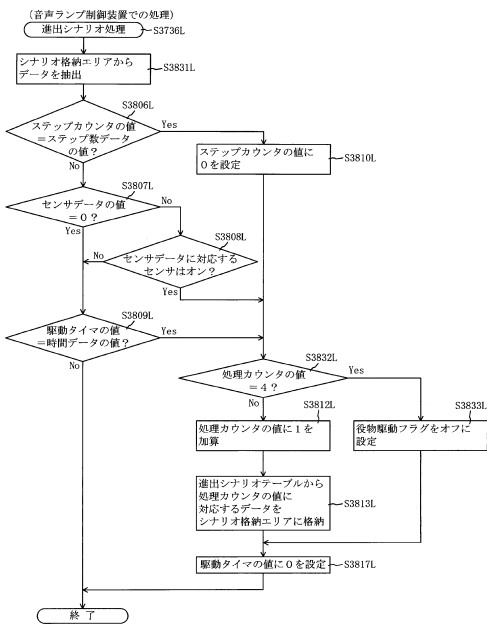 (音声ランプ制御装置での処理)
進出シナリオ処理
S3736L
シナリオ格納エリアから
データを抽出
S3831L
S3806L
ステップカウンタの値
=ステップ数データ
の値?
Yes
No
ステップカウンタの値に
0を設定
S3810L
S3807L
センサデータの値
=0?
No
Yes
S3808L
センサデータに対応する
センサはオン?
No
Yes
S3809L
駆動タイマの値
=時間データの値?
Yes
No
S3832L
処理カウンタの値
=4?
Yes
No
S3812L
処理カウンタの値に1を
加算
S3833L
役物駆動フラグをオフに
設定
進出シナリオテーブルから
処理カウンタの値に
対応するデータを
シナリオ格納エリアに格納
S3813L
駆動タイマの値に0を設定
S3817L
終了